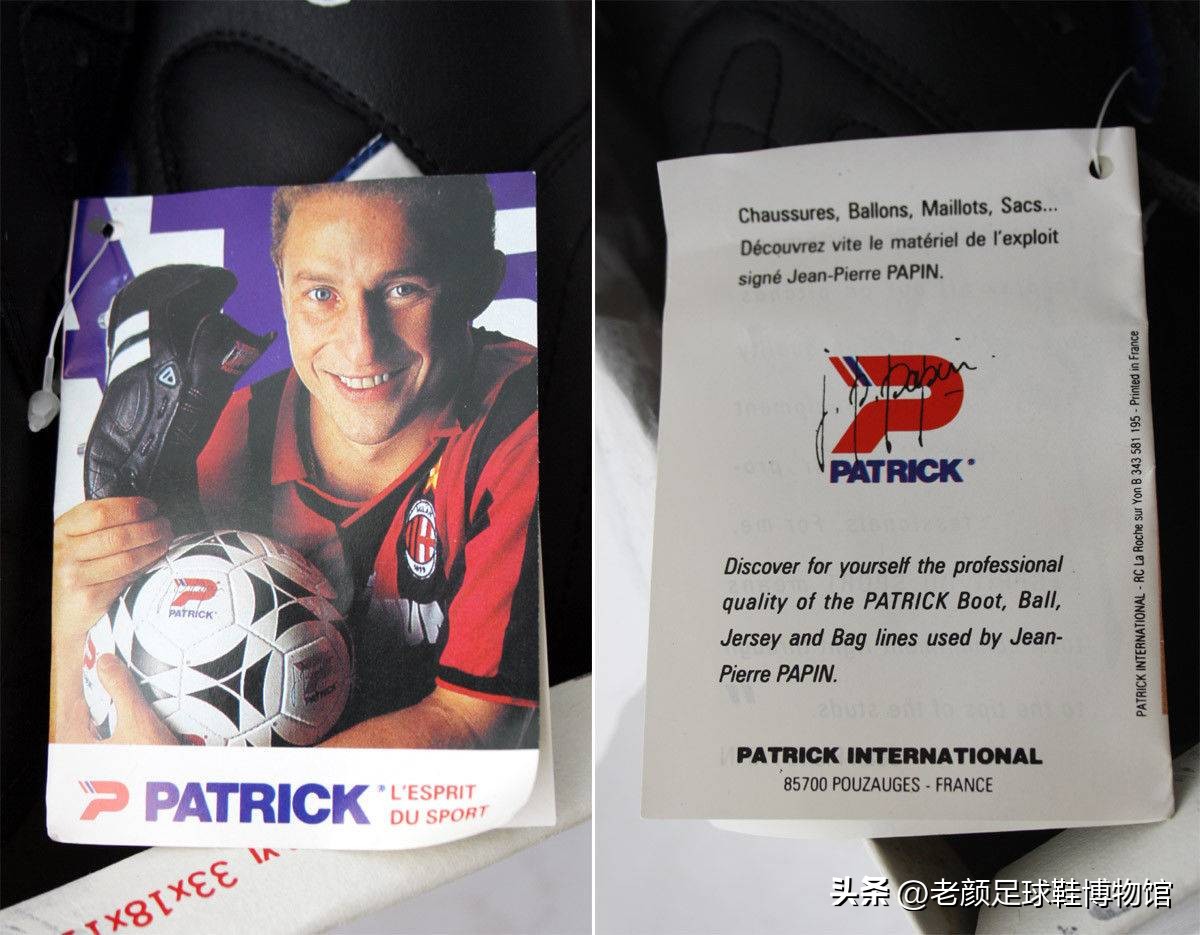 PATRICK
PATRICK® L'ESPRIT
DU SPORT
33x18x1
Chaussures, Ballons, Maillots, Sacs...
Découvrez vite le matériel de l'exploit
signé Jean-Pierre PAPIN.
j. p. papin
PATRICK®
Discover for yourself the professional
quality of the PATRICK Boot, Ball,
Jersey and Bag lines used by Jean-
Pierre PAPIN.
PATRICK INTERNATIONAL
85700 POUZAUGES - FRANCE
PATRICK INTERNATIONAL - RC La Roche sur Yon B 343 581 195 - Printed in France
头条 @老颜足球鞋博物馆